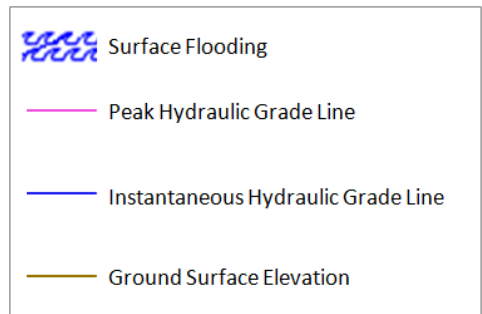 Surface Flooding
Peak Hydraulic Grade Line
Instantaneous Hydraulic Grade Line
Ground Surface Elevation